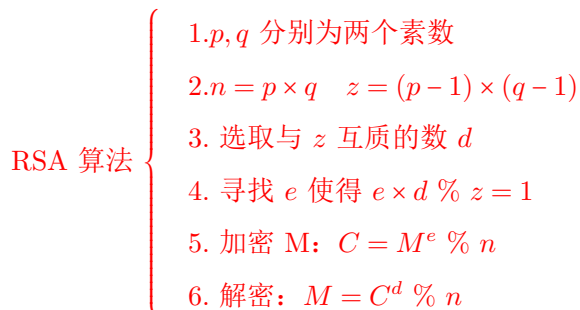 RSA 算法
1.p, q 分别为两个素数
2.n = p × q z = (p − 1) × (q − 1)
3. 选取与 z 互质的数 d
4. 寻找 e 使得 e × d % z = 1
5. 加密 M：C = M^e % n
6. 解密：M = C^d % n